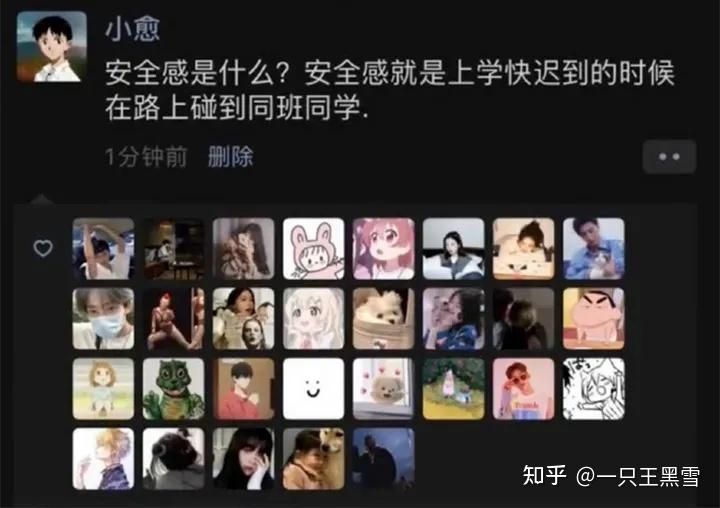 小愈
安全感是什么？安全感就是上学快迟到的时候
在路上碰到同班同学.
1分钟前 删除
知乎 @一只王黑雪